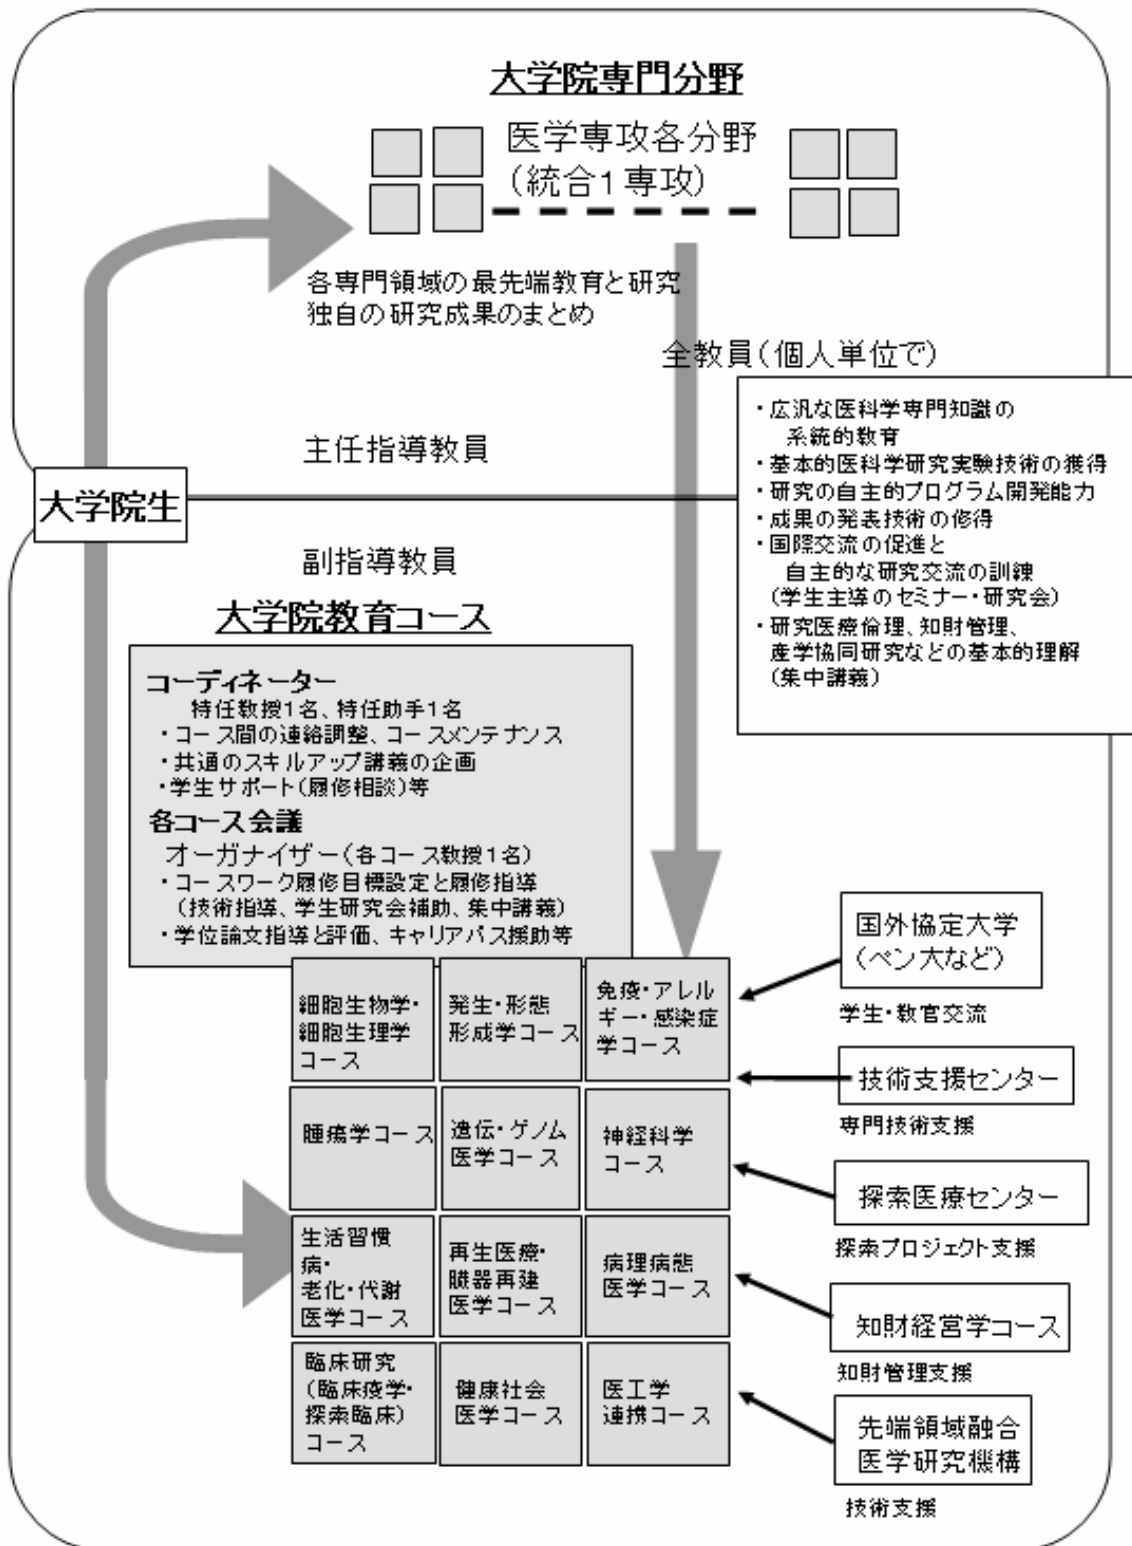 大学院専門分野
医学専攻各分野
(統合1専攻)
各専門領域の最先端教育と研究
独自の研究成果のまとめ
全教員(個人単位で)
・広汎な医科学専門知識の
系統的教育
・基本的医科学研究実験技術の獲得
・研究の自主的プログラム開発能力
・成果の発表技術の修得
・国際交流の促進と
自主的な研究交流の訓練
(学生主導のセミナー・研究会)
・研究医療倫理、知財管理、
産学協同研究などの基本的理解
(集中講義)
主任指導教員
大学院生
副指導教員
大学院教育コース
コーディネーター
特任教授1名、特任助手1名
・コース間の連絡調整、コースメンテナンス
・共通のスキルアップ講義の企画
・学生サポート(履修相談)等
各コース会議
オーガナイザー(各コース教授1名)
・コースワーク履修目標設定と履修指導
(技術指導、学生研究会補助、集中講義)
・学位論文指導と評価、キャリアパス援助等
細胞生物学・
細胞生理学
コース
発生・形態
形成学コース
免疫・アレル
ギー・感染症
学コース
腫瘍学コース
遺伝・ゲノム
医学コース
神経科学
コース
生活習慣
病・
老化・代謝
医学コース
再生医療・
臓器再建
医学コース
病理病態
医学コース
臨床研究
(臨床疫学・
探索臨床)
コース
健康社会
医学コース
医工学
連携コース
国外協定大学
(ペン大など)
学生・教官交流
技術支援センター
専門技術支援
探索医療センター
探索プロジェクト支援
知財経営学コース
知財管理支援
先端領域融合
医学研究機構
技術支援